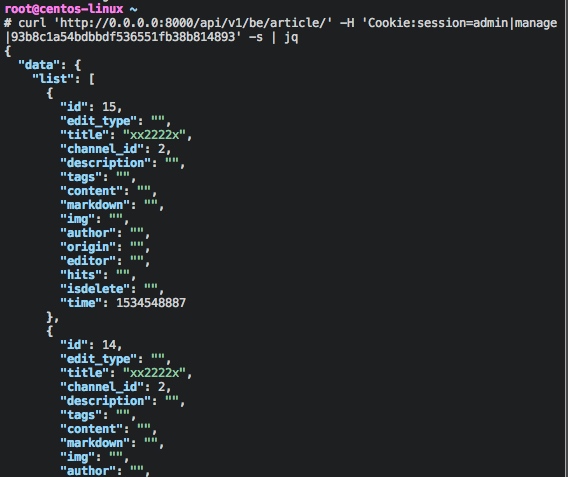 root@centos-linux ~
# curl 'http://0.0.0.0:8000/api/v1/be/article/' -H 'Cookie:session=admin|manage
|93b8c1a54bdbbdf536551fb38b814893' -s | jq
{
  "data": {
    "list": [
      {
        "id": 15,
        "edit_type": "",
        "title": "xx2222x",
        "channel_id": 2,
        "description": "",
        "tags": "",
        "content": "",
        "markdown": "",
        "img": "",
        "author": "",
        "origin": "",
        "editor": "",
        "hits": "",
        "isdelete": "",
        "time": 1534548887
      },
      {
        "id": 14,
        "edit_type": "",
        "title": "xx2222x",
        "channel_id": 2,
        "description": "",
        "tags": "",
        "content": "",
        "markdown": "",
        "img": "",
        "author": "",